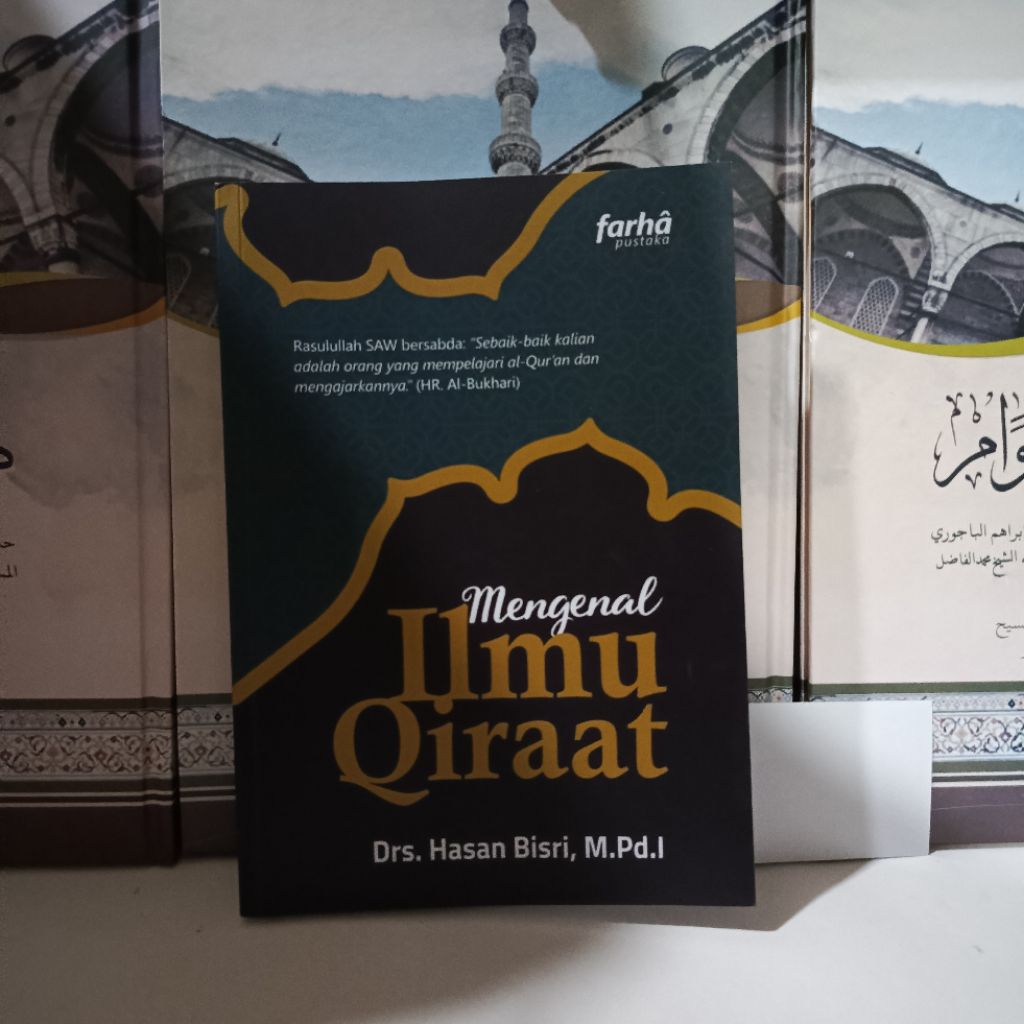 farhâ
pustaka
Rasulullah SAW bersabda: "Sebaik-baik kalian
adalah orang yang mempelajari al-Qur'an dan
mengajarkannya." (HR. Al-Bukhari)
Mengenal
Ilmu
Qiraat
Drs. Hasan Bisri, M.Pd.I
براهم الباجوري
الشيخ محمد الفاضل